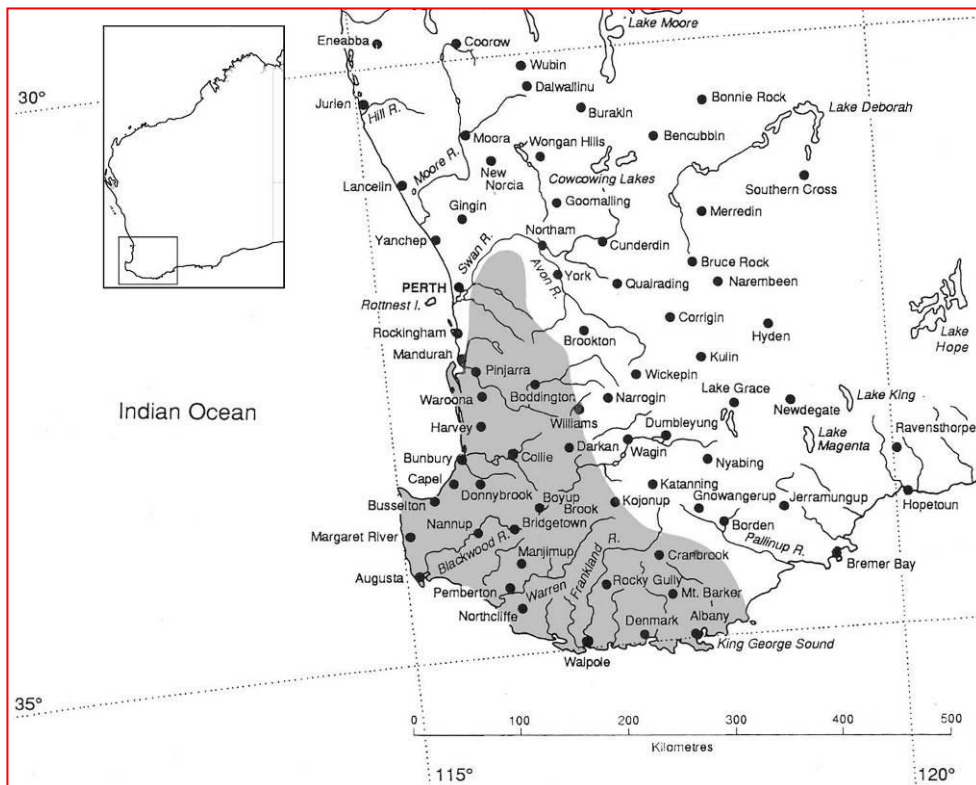 Lake Moore
Eneabba
Coorow
Wubin
Dalwallinu
30°
Jurien
Hill R.
Burakin
Bonnie Rock
Lake Deborah
Moora
Wongan Hills
Bencubbin
Moore R.
New
Norcia
Cowcowing Lakes
Southern Cross
Lancelin
Goomalling
Gingin
Merredin
Northam
Yanchep
Swan R.
Cunderdin
Avon R.
York
Bruce Rock
PERTH
Quairading
Narembeen
Rottnest I.
Corrigin
Rockingham
Brookton
Hyden
Lake
Hope
Mandurah
Kulin
Pinjarra
Wickepin
Boddington
Narrogin
Lake Grace
Lake King
Waroona
Newdegate
Indian Ocean
Williams
Dumbleyung
Ravensthorpe
Harvey
Darkan
Wagin
Lake
Magenta
Bunbury
Collie
Nyabing
Capel
Donnybrook
Katanning
Boyup
Brook
Kojonup
Gnowangerup
Jerramungup
Busselton
Hopetoun
Nannup
Bridgetown
Borden
Margaret River
Blackwood R.
Frankland R.
Pallinup R.
Manjimup
Cranbrook
Bremer Bay
Augusta
Pemberton
Warren
Rocky Gully
Mt. Barker
Northcliffe
Denmark
Albany
King George Sound
Walpole
35°
0 100 200 300 400 500
Kilometres
115°
120°